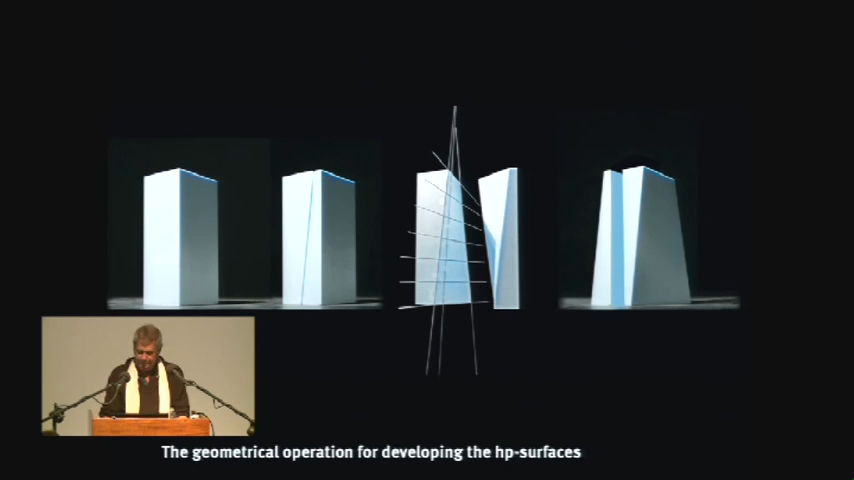 The geometrical operation for developing the hp-surfaces